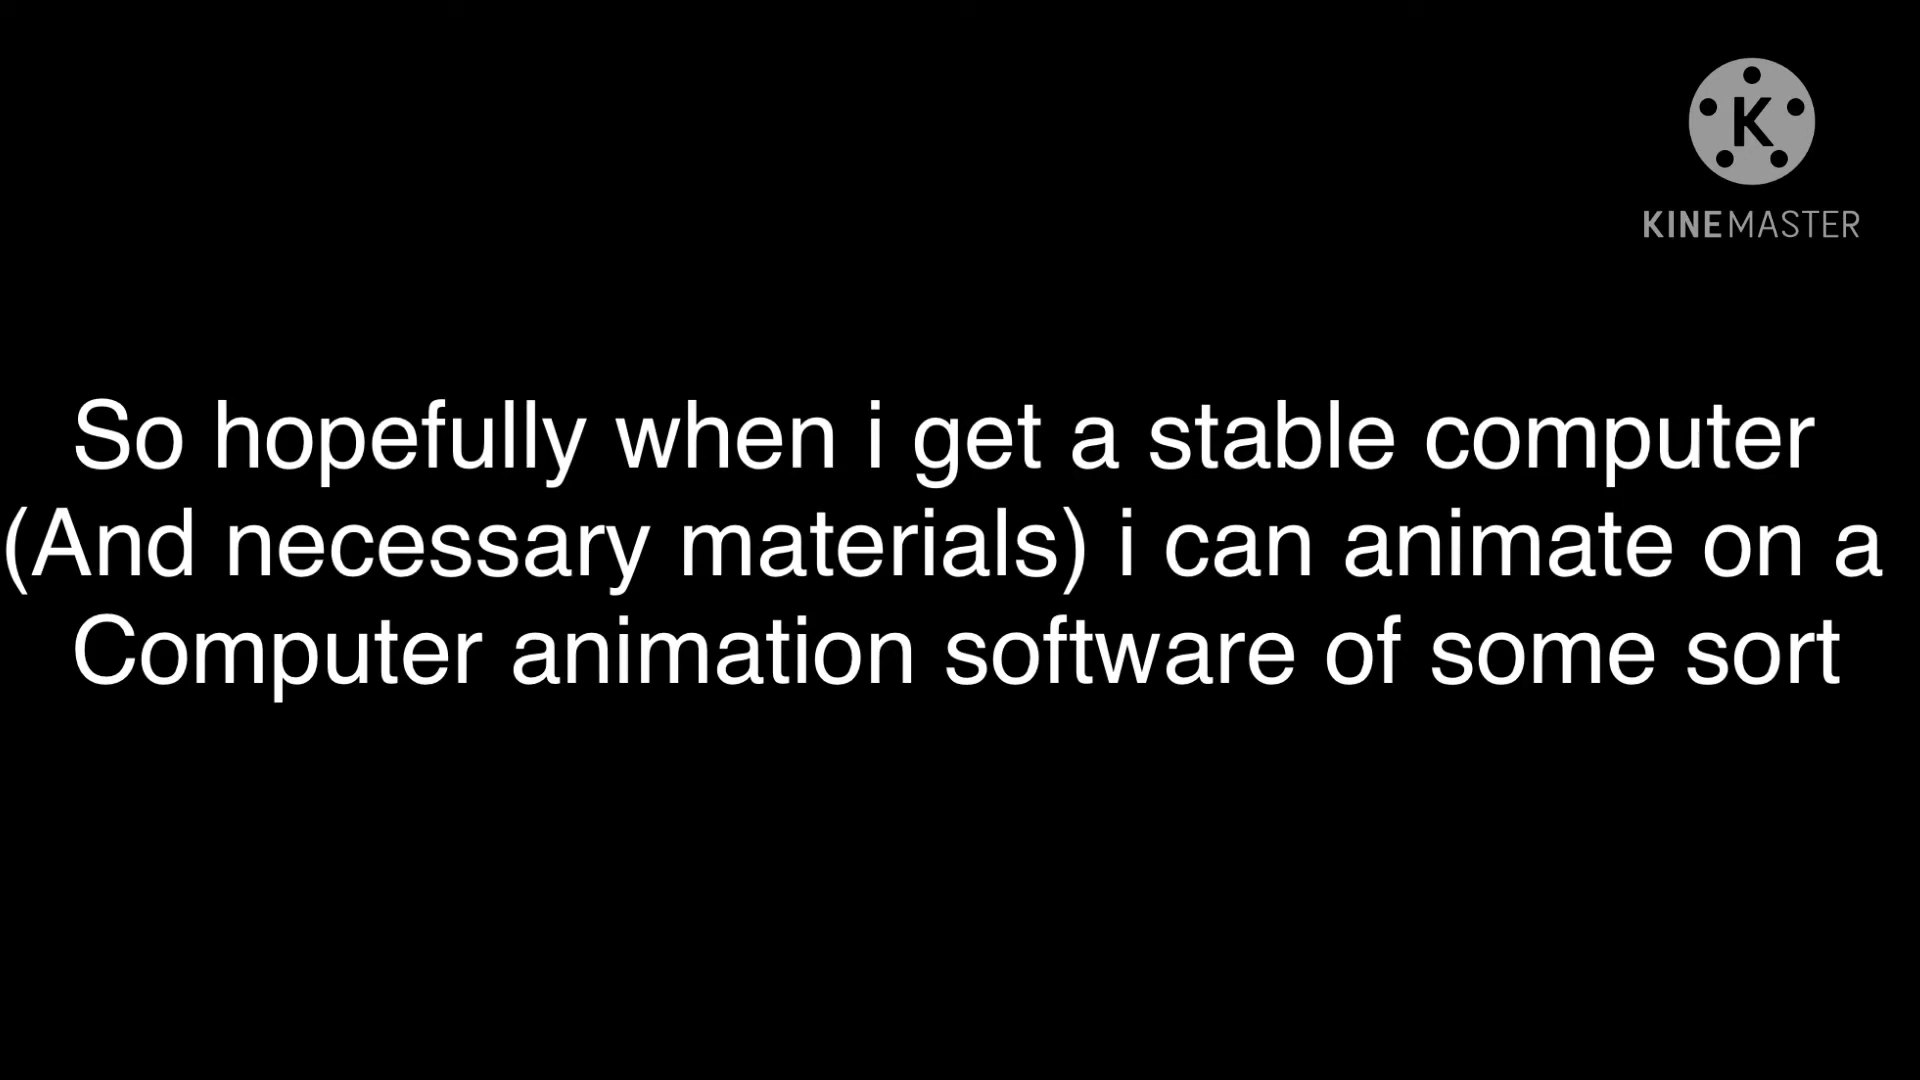 K
KINEMASTER
So hopefully when i get a stable computer
(And necessary materials) i can animate on a
Computer animation software of some sort